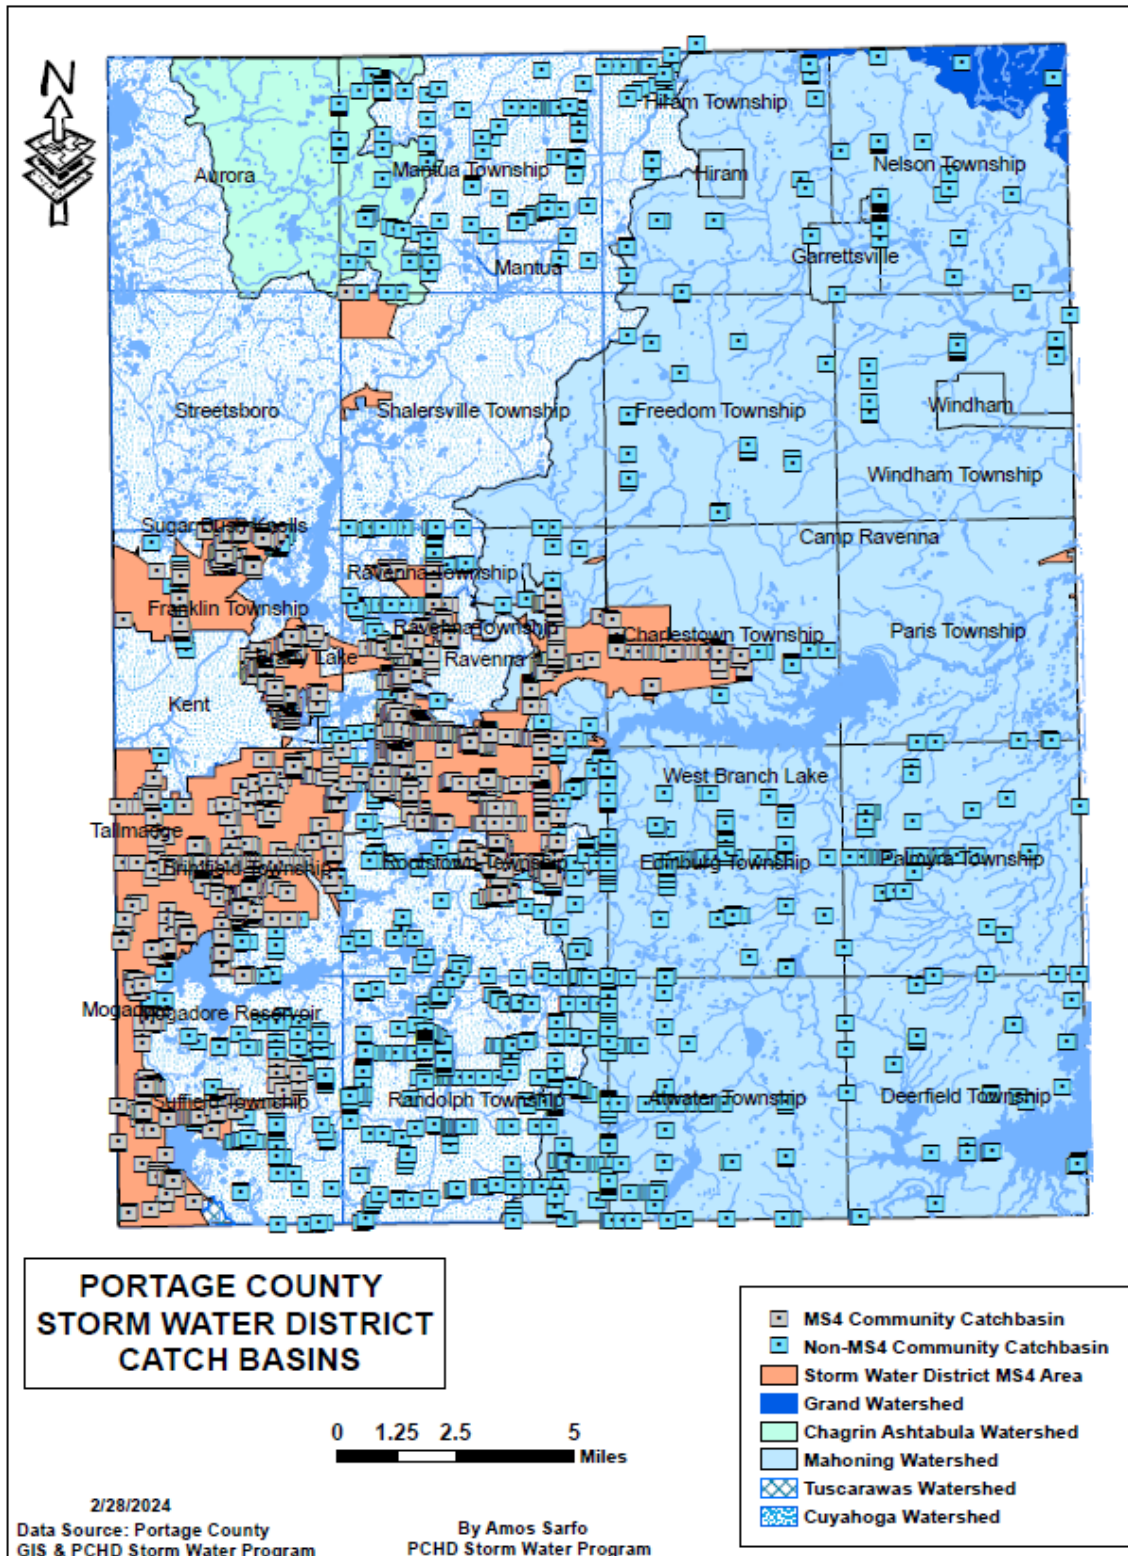 N
Hiram Township
Aurora
Mantua Township
Hiram
Nelson Township
Garrettsville
Mantua
Streetsboro
Shalersville Township
Freedom Township
Windham
Windham Township
Camp Ravenna
Ravenna Township
Franklin Township
Ravenna Township
Charlestown Township
Paris Township
Lake
Ravenna
Kent
West Branch Lake
Tallmadge
Brimfield Township
Rootstown Township
Edinburg Township
Palmyra Township
Mogadore
Mogadore Reservoir
Suffield Township
Randolph Township
Atwater Township
Deerfield Township
PORTAGE COUNTY
STORM WATER DISTRICT
CATCH BASINS
MS4 Community Catchbasin
Non-MS4 Community Catchbasin
Storm Water District MS4 Area
Grand Watershed
Chagrin Ashtabula Watershed
Mahoning Watershed
Tuscarawas Watershed
Cuyahoga Watershed
0 1.25 2.5 5
Miles
2/28/2024
Data Source: Portage County
GIS & PCHD Storm Water Program
By Amos Sarfo
PCHD Storm Water Program